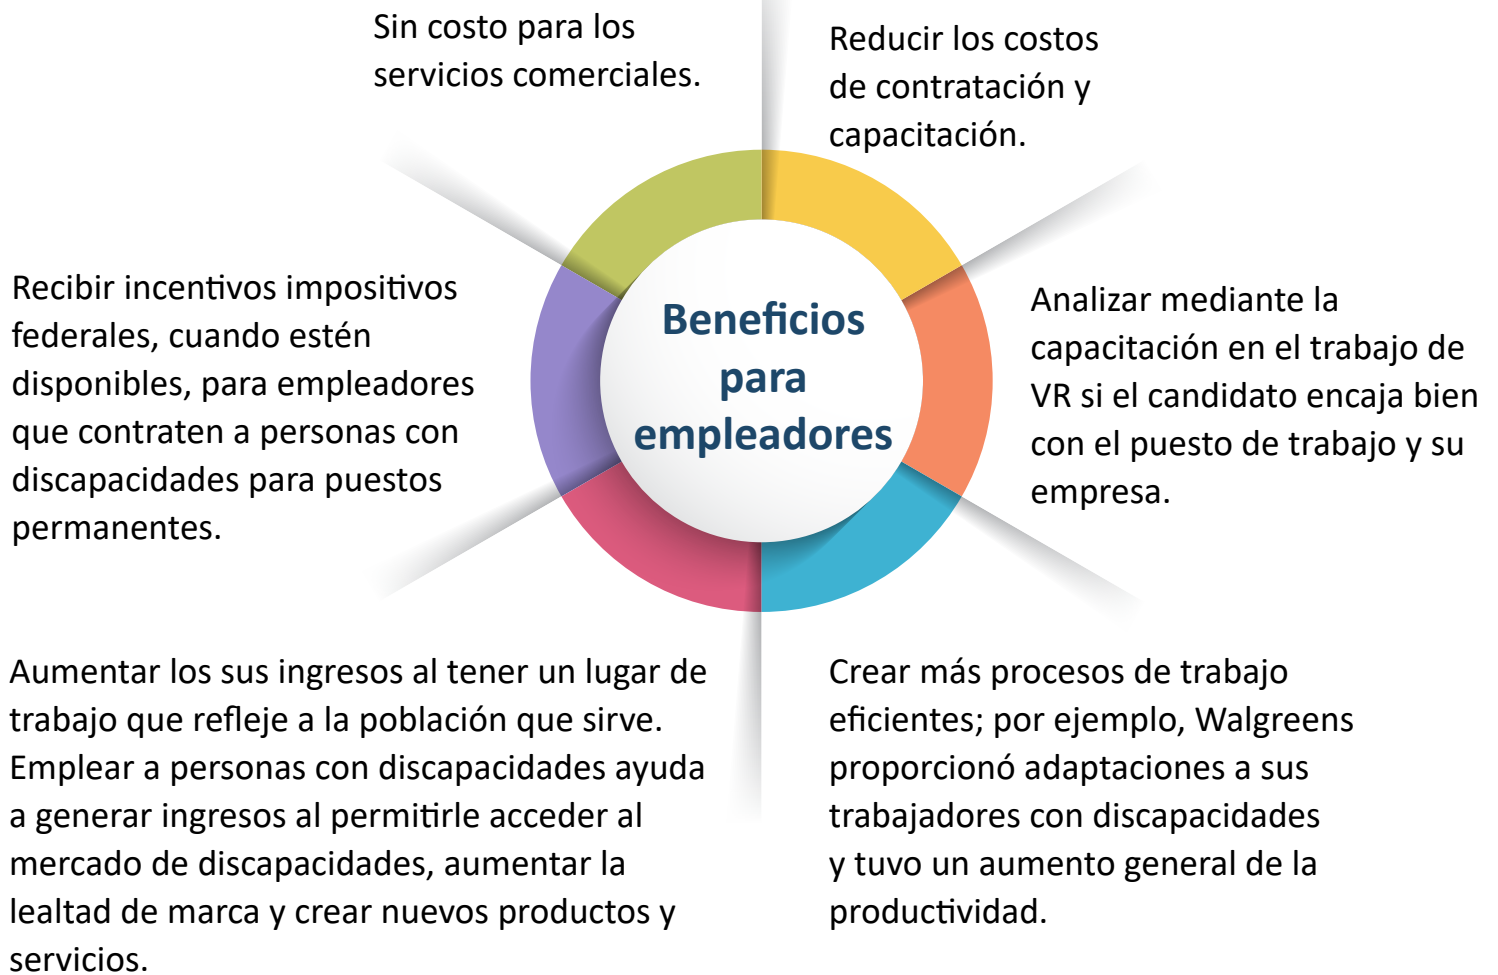 Sin costo para los
servicios comerciales.
Reducir los costos
de contratación y
capacitación.
Recibir incentivos impositivos
federales, cuando estén
disponibles, para empleadores
que contraten a personas con
discapacidades para puestos
permanentes.
Beneficios
para
empleadores
Analizar mediante la
capacitación en el trabajo de
VR si el candidato encaja bien
con el puesto de trabajo y su
empresa.
Aumentar los sus ingresos al tener un lugar de
trabajo que refleje a la población que sirve.
Emplear a personas con discapacidades ayuda
a generar ingresos al permitirle acceder al
mercado de discapacidades, aumentar la
lealtad de marca y crear nuevos productos y
servicios.
Crear más procesos de trabajo
eficientes; por ejemplo, Walgreens
proporcionó adaptaciones a sus
trabajadores con discapacidades
y tuvo un aumento general de la
productividad.